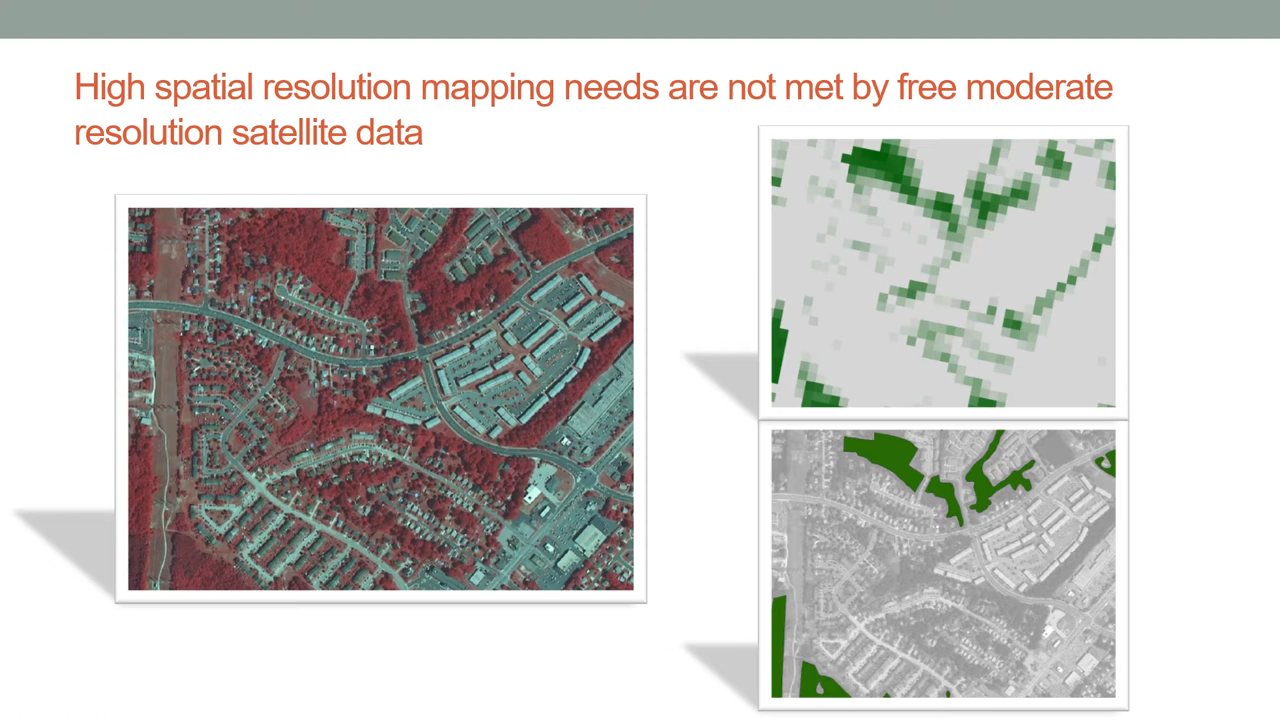 High spatial resolution mapping needs are not met by free moderate
resolution satellite data